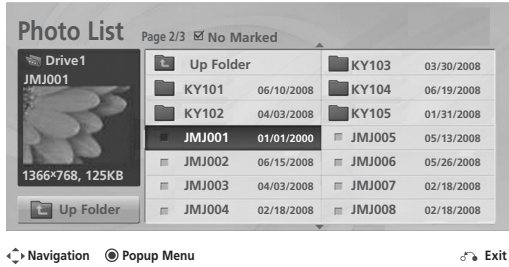 Photo List Page 2/3 No Marked
Drive1
JMJ001
1366×768, 125KB
Up Folder
Up Folder
KY101 06/10/2008
KY102 04/03/2008
JMJ001 01/01/2000
JMJ002 06/15/2008
JMJ003 04/03/2008
JMJ004 02/18/2008
KY103 03/30/2008
KY104 06/19/2008
KY105 01/31/2008
JMJ005 05/13/2008
JMJ006 05/26/2008
JMJ007 02/18/2008
JMJ008 02/18/2008
Navigation Popup Menu Exit